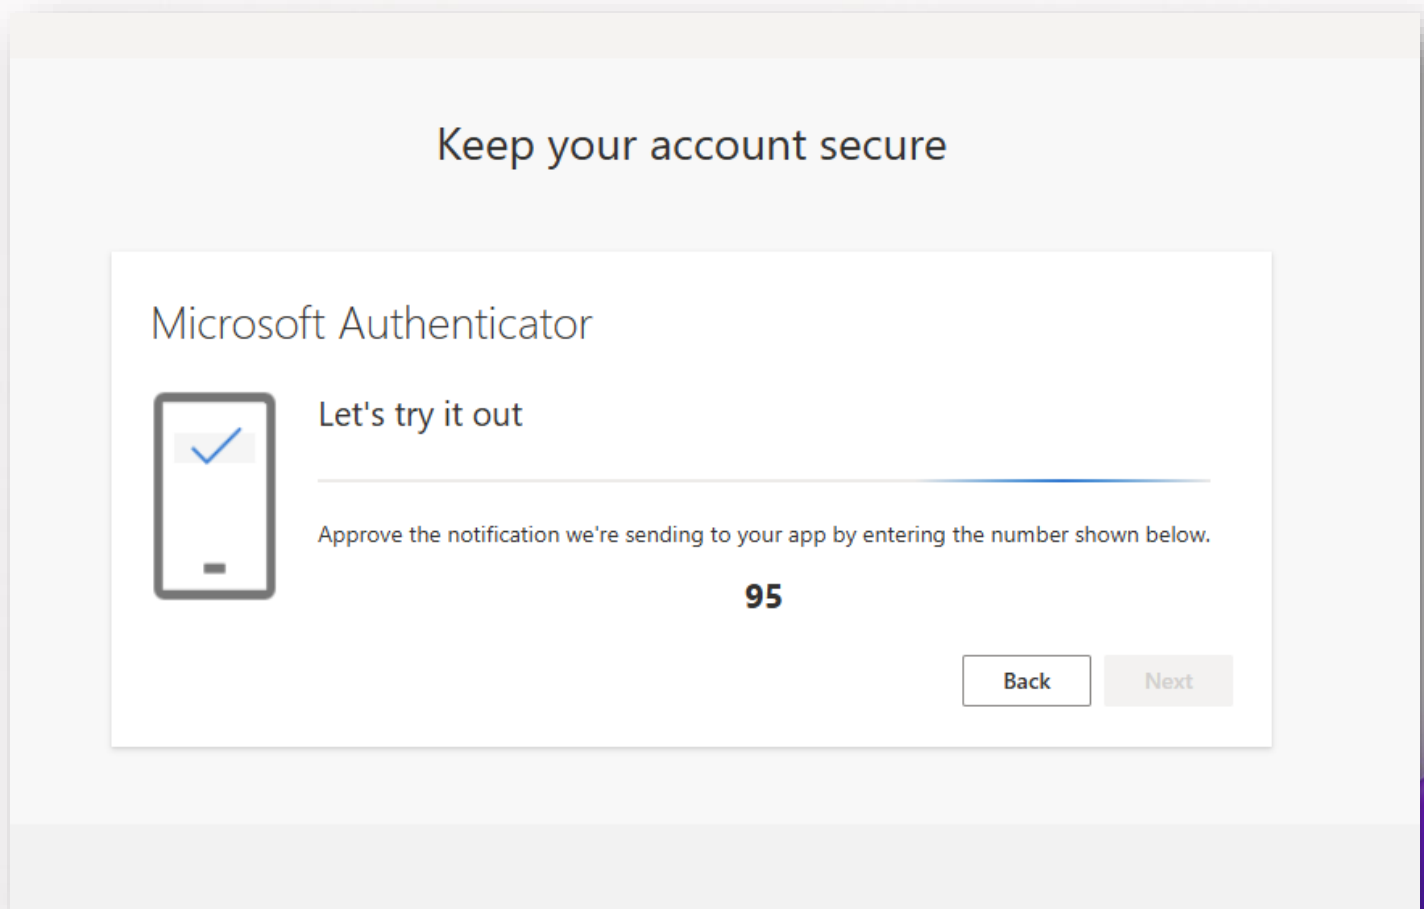 Keep your account secure
Microsoft Authenticator
Let's try it out
Approve the notification we're sending to your app by entering the number shown below.
95
Back
Next